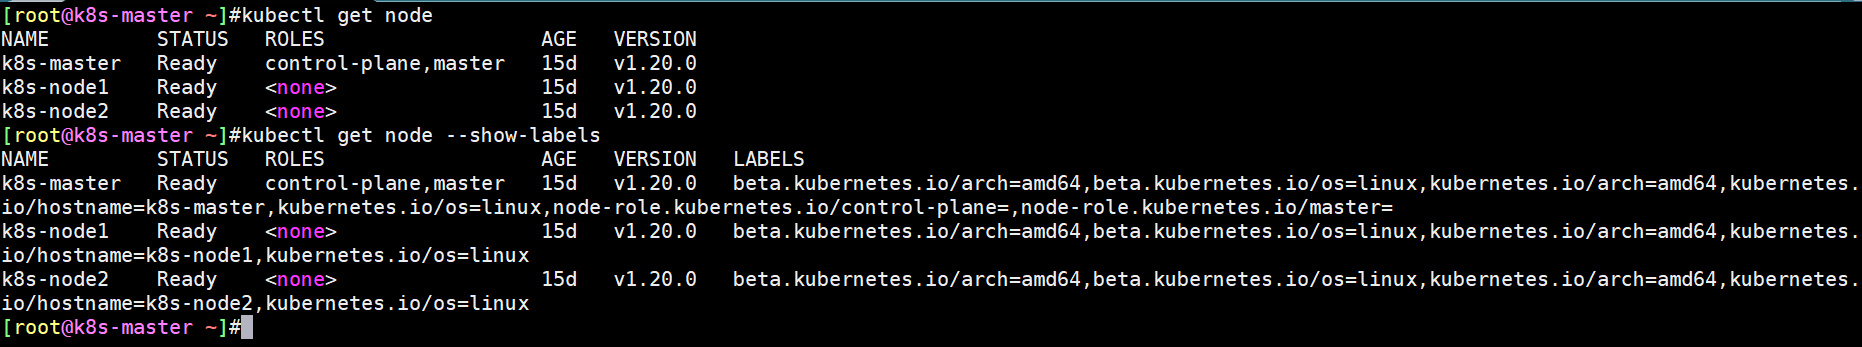 [root@k8s-master ~]#kubectl get node
NAME         STATUS   ROLES                  AGE   VERSION
k8s-master   Ready    control-plane,master   15d   v1.20.0
k8s-node1    Ready    <none>                 15d   v1.20.0
k8s-node2    Ready    <none>                 15d   v1.20.0
[root@k8s-master ~]#kubectl get node --show-labels
NAME         STATUS   ROLES                  AGE   VERSION   LABELS
k8s-master   Ready    control-plane,master   15d   v1.20.0   beta.kubernetes.io/arch=amd64,beta.kubernetes.io/os=linux,kubernetes.io/arch=amd64,kubernetes.
io/hostname=k8s-master,kubernetes.io/os=linux,node-role.kubernetes.io/control-plane=,node-role.kubernetes.io/master=
k8s-node1    Ready    <none>                 15d   v1.20.0   beta.kubernetes.io/arch=amd64,beta.kubernetes.io/os=linux,kubernetes.io/arch=amd64,kubernetes.
io/hostname=k8s-node1,kubernetes.io/os=linux
k8s-node2    Ready    <none>                 15d   v1.20.0   beta.kubernetes.io/arch=amd64,beta.kubernetes.io/os=linux,kubernetes.io/arch=amd64,kubernetes.
io/hostname=k8s-node2,kubernetes.io/os=linux
[root@k8s-master ~]#